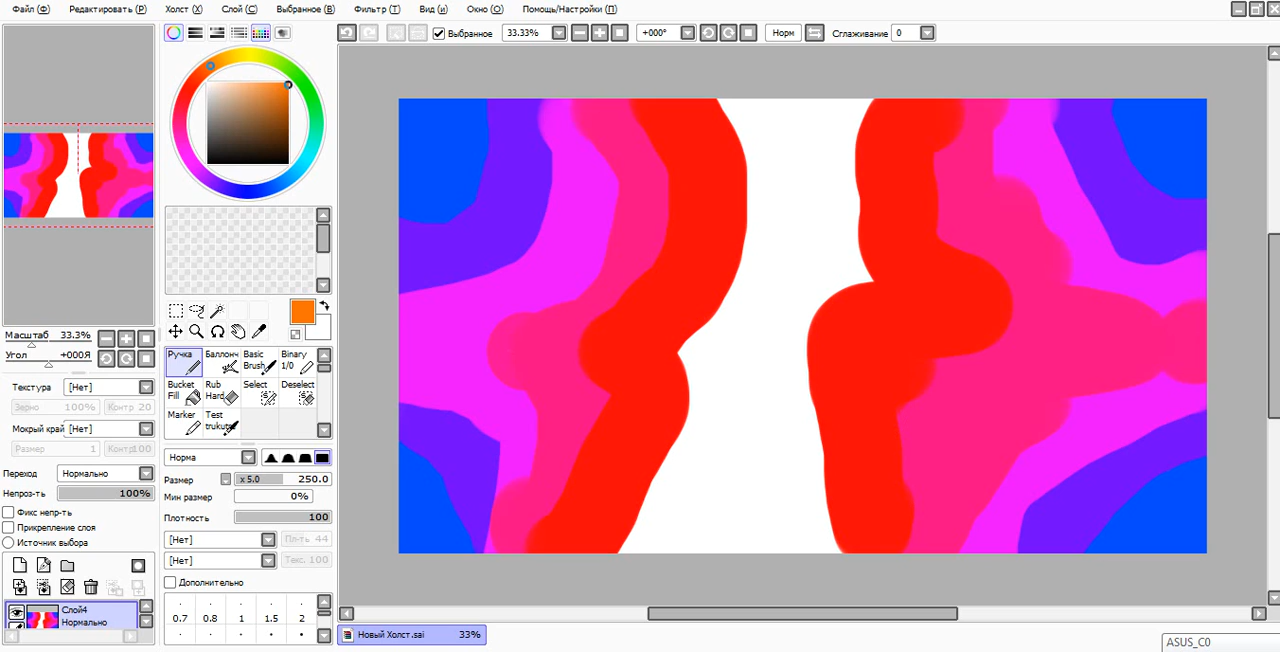 Файл (Ф) Редактировать (Р) Холст (Х) Слой (С) Выбранное (В) Фильтр (Т) Вид (и) Окно (О) Помощь/Настройки (П)
Выбранное 33.33% +000° Норм Сглаживание 0
Масштаб 33.3%
Угол +000Я
Текстура [Нет]
Зерно 100% Контр 20
Мокрый край [Нет]
Размер 1 Контр 100
Переход Нормально
Непроз-ть 100%
Фикс непр-ть
Прикрепление слоя
Источник выбора
Слой4
Нормально
Ручка Баллонч Basic Brush Binary 1/0
Bucket Fill Rub Hard Select Deselect
Marker Test trukute
Норма
Размер x 5.0 250.0
Мин размер 0%
Плотность 100
[Нет] Пл-ть 44
[Нет] Текс. 100
Дополнительно
0.7 0.8 1 1.5 2
Новый Холст.sai 33%
ASUS_C0